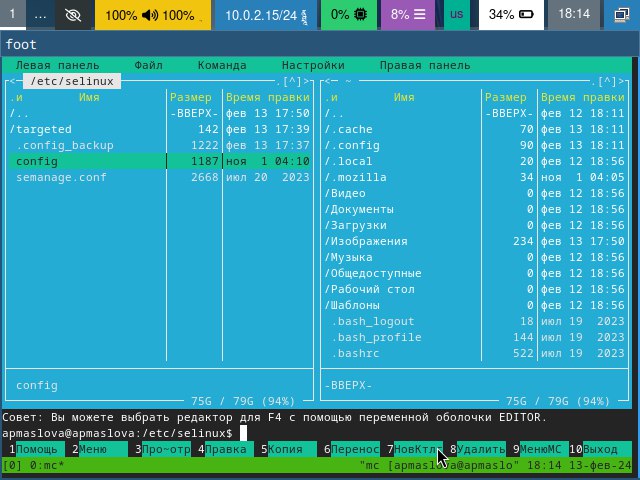 1 ... 100% 100% 10.0.2.15/24 0% 8% us 34% 18:14
foot
Левая панель Файл Команда Настройки Правая панель
<— /etc/selinux .[^]> <— ~ .[^]>
.и Имя Размер Время правки .и Имя Размер Время правки
/.. -ВВЕРХ- фев 13 17:50 /.. -ВВЕРХ- фев 12 18:11
/targeted 142 фев 13 17:39 /.cache 70 фев 13 18:11
.config_backup 1222 фев 13 17:37 /.config 90 фев 13 18:11
config 1187 ноя 1 04:10 /.local 20 фев 12 18:56
semanage.conf 2668 июл 20 2023 /.mozilla 34 ноя 1 04:05
/Видео 0 фев 12 18:56
/Документы 0 фев 12 18:56
/Загрузки 0 фев 12 18:56
/Изображения 234 фев 13 17:50
/Музыка 0 фев 12 18:56
/Общедоступные 0 фев 12 18:56
/Рабочий стол 0 фев 12 18:56
/Шаблоны 0 фев 12 18:56
.bash_logout 18 июл 19 2023
.bash_profile 144 июл 19 2023
.bashrc 522 июл 19 2023
config -ВВЕРХ-
75G / 79G (94%) 75G / 79G (94%)
Совет: Вы можете выбрать редактор для F4 с помощью переменной оболочки EDITOR.
apmaslova@apmaslova:/etc/selinux$
1Помощь 2Меню 3Про~отр 4Правка 5Копия 6Перенос 7НовКтлг 8Удалить 9МенюMC 10Выход
[0] 0:mc* "mc [apmaslova@apmaslo" 18:14 13-фев-24